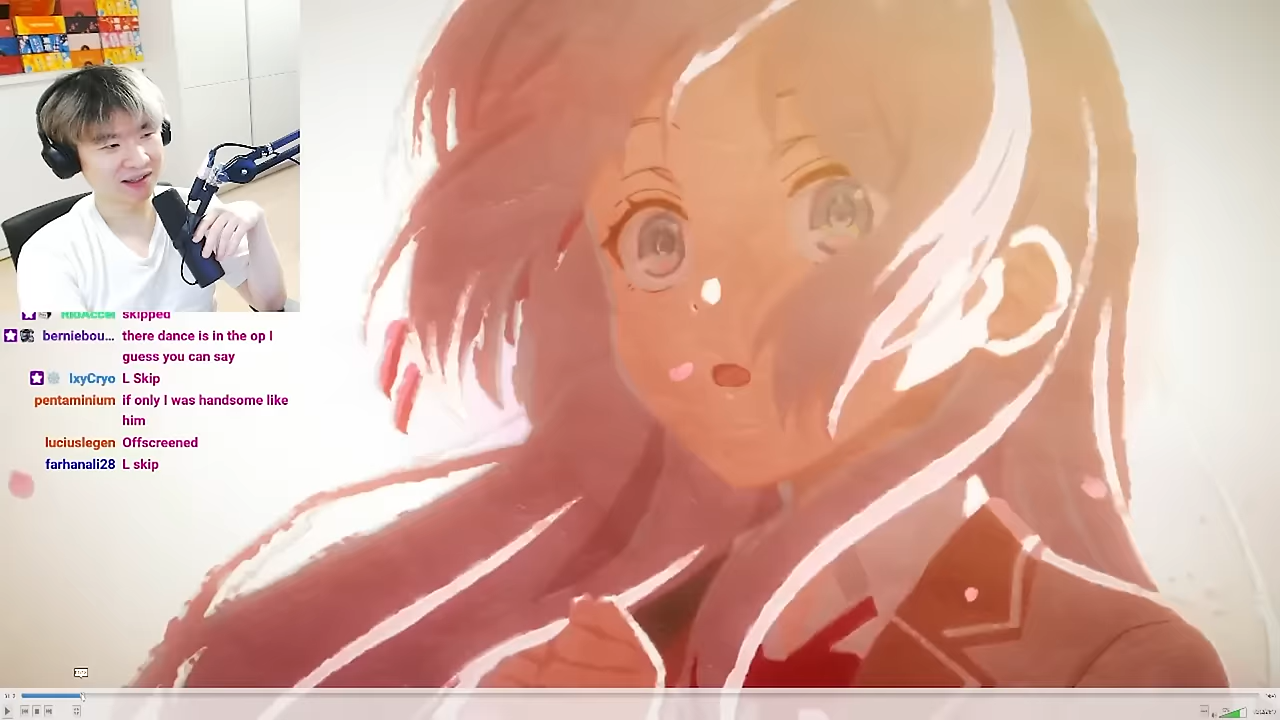 skipped
berniebou... there dance is in the op I
guess you can say
IxyCryo L Skip
pentaminium if only I was handsome like
him
luciuslegen Offscreened
farhanali28 L skip